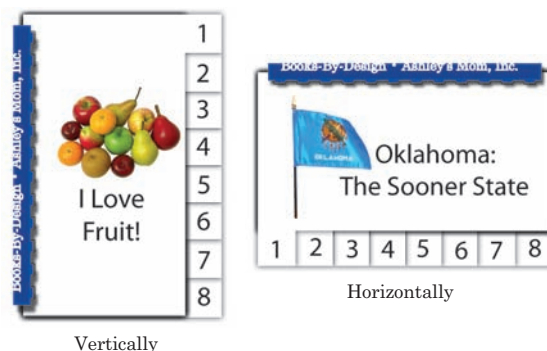 Books-By-Design • Ashley's Mom, Inc.
I Love
Fruit!
1
2
3
4
5
6
7
8
Vertically
Books-By-Design • Ashley's Mom, Inc.
OKLAHOMA
Oklahoma:
The Sooner State
1 2 3 4 5 6 7 8
Horizontally